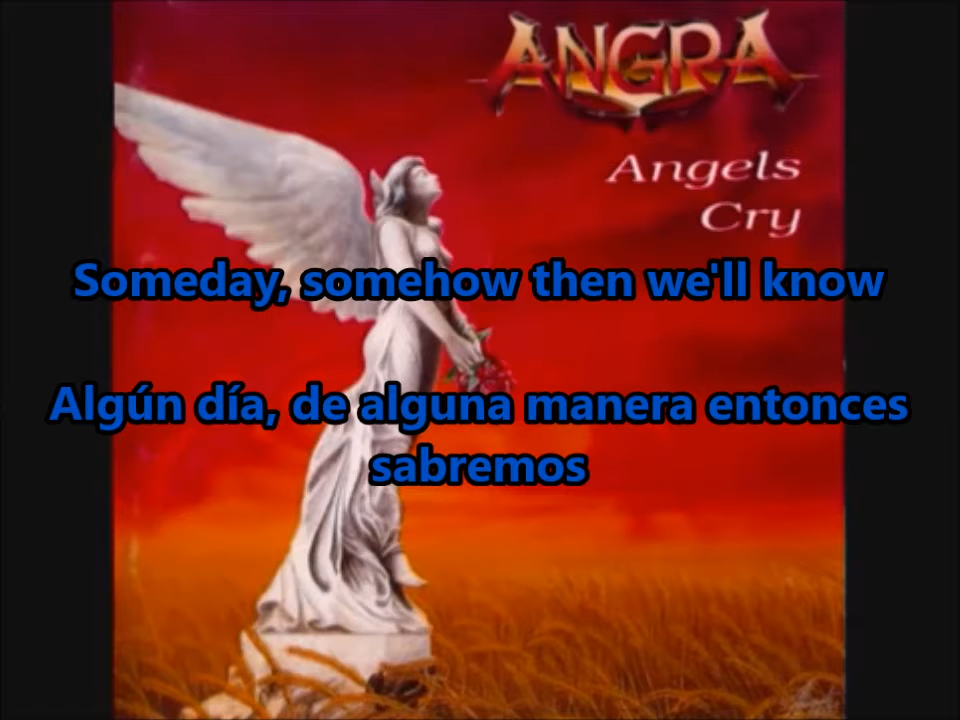 ANGRA
Angels
Cry
Someday, somehow then we'll know
Algún día, de alguna manera entonces
sabremos